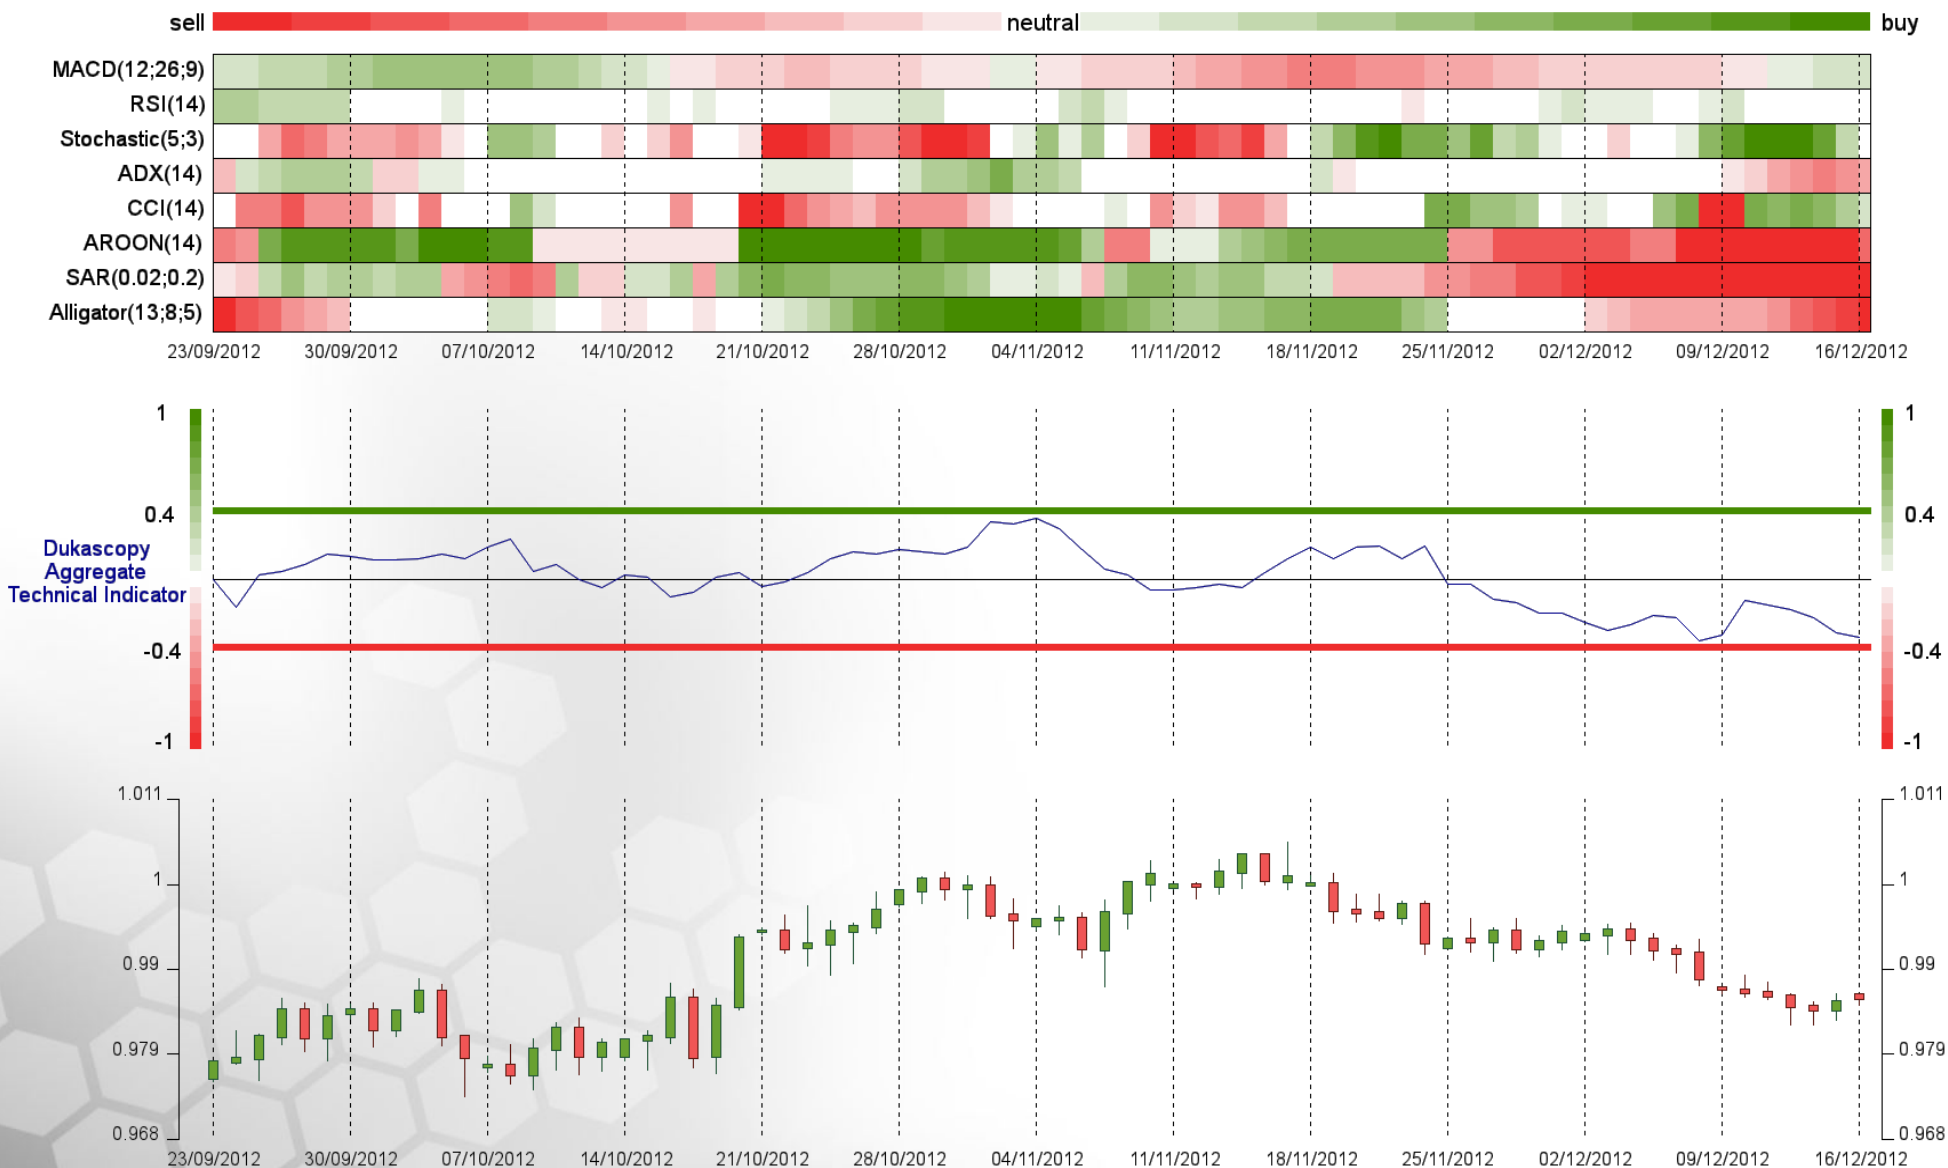 sell neutral buy
MACD(12;26;9)
RSI(14)
Stochastic(5;3)
ADX(14)
CCI(14)
AROON(14)
SAR(0.02;0.2)
Alligator(13;8;5)
23/09/2012 30/09/2012 07/10/2012 14/10/2012 21/10/2012 28/10/2012 04/11/2012 11/11/2012 18/11/2012 25/11/2012 02/12/2012 09/12/2012 16/12/2012
1 1
0.4 0.4
Dukascopy
Aggregate
Technical Indicator
-0.4 -0.4
-1 -1
1.011 1.011
1 1
0.99 0.99
0.979 0.979
0.968 0.968
23/09/2012 30/09/2012 07/10/2012 14/10/2012 21/10/2012 28/10/2012 04/11/2012 11/11/2012 18/11/2012 25/11/2012 02/12/2012 09/12/2012 16/12/2012